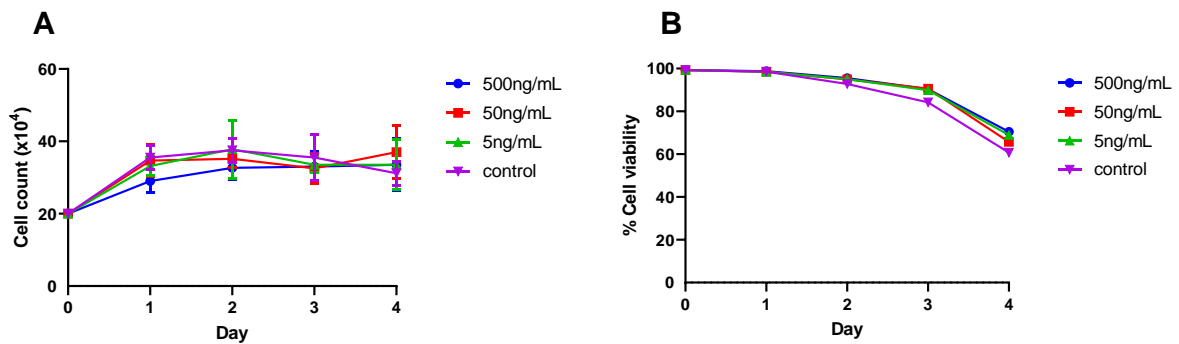 A
Cell count (x10⁴)
60
40
20
0
0 1 2 3 4
Day
500ng/mL
50ng/mL
5ng/mL
control
B
% Cell viability
100
80
60
40
20
0
0 1 2 3 4
Day
500ng/mL
50ng/mL
5ng/mL
control